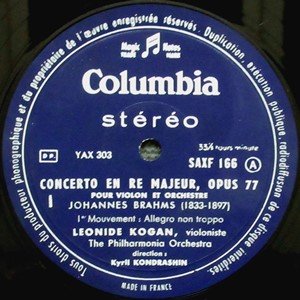 Tous droits du producteur phonographique et du propriétaire de l'œuvre enregistrée réservés. Duplication, exécution publique, radiodiffusion de ce disque interdites.
Magic Notes
TRADE MARK
Columbia
stéréo
YAX 303
33⅓ tours minute
SAXF 166 A
CONCERTO EN RE MAJEUR, OPUS 77
POUR VIOLON ET ORCHESTRE
I
JOHANNES BRAHMS (1833-1897)
1er Mouvement : Allegro non troppo
LEONIDE KOGAN, violoniste
The Philharmonia Orchestra
direction :
Kyril KONDRASHIN
MADE IN FRANCE